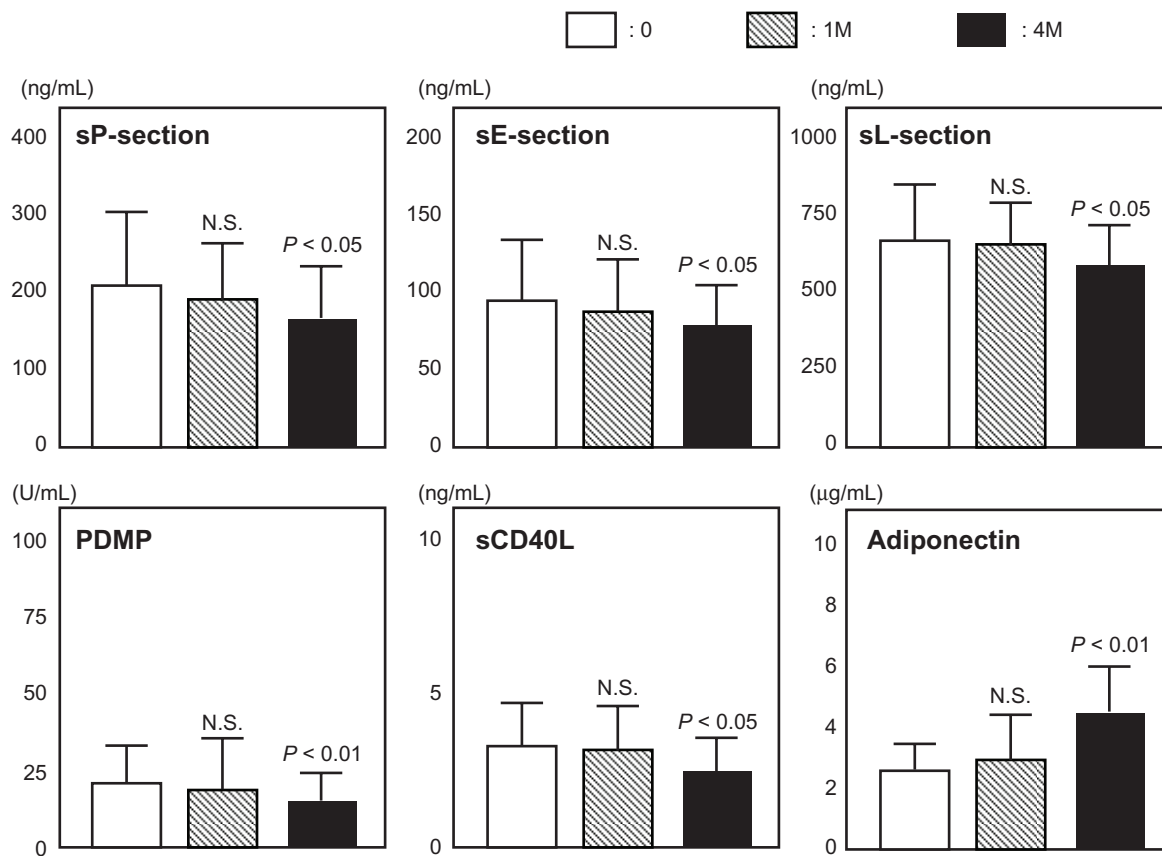 : 0 : 1M : 4M
(ng/mL) (ng/mL) (ng/mL)
sP-section
400
300
200
100
0
N.S.
P < 0.05
sE-section
200
150
100
50
0
N.S.
P < 0.05
sL-section
1000
750
500
250
0
N.S.
P < 0.05
(U/mL) (ng/mL) (µg/mL)
PDMP
100
75
50
25
0
N.S.
P < 0.01
sCD40L
10
5
0
N.S.
P < 0.05
Adiponectin
10
8
6
4
2
0
N.S.
P < 0.01